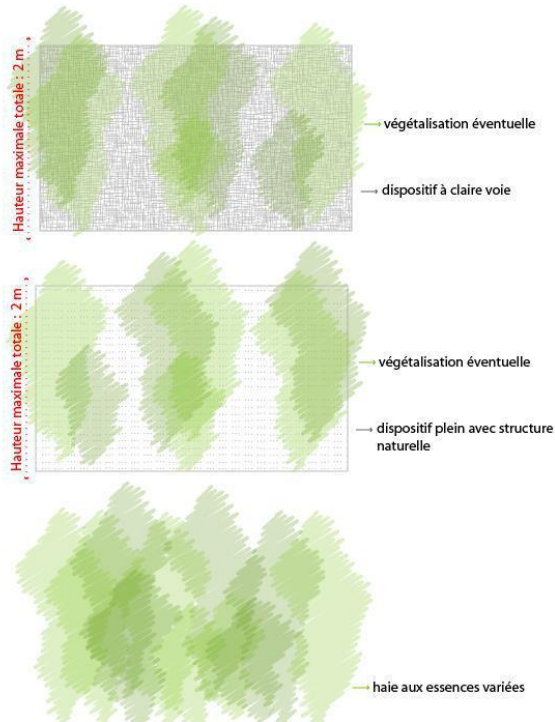 Hauteur maximale totale : 2 m
végétalisation éventuelle
dispositif à claire voie
Hauteur maximale totale : 2 m
végétalisation éventuelle
dispositif plein avec structure
naturelle
haie aux essences variées